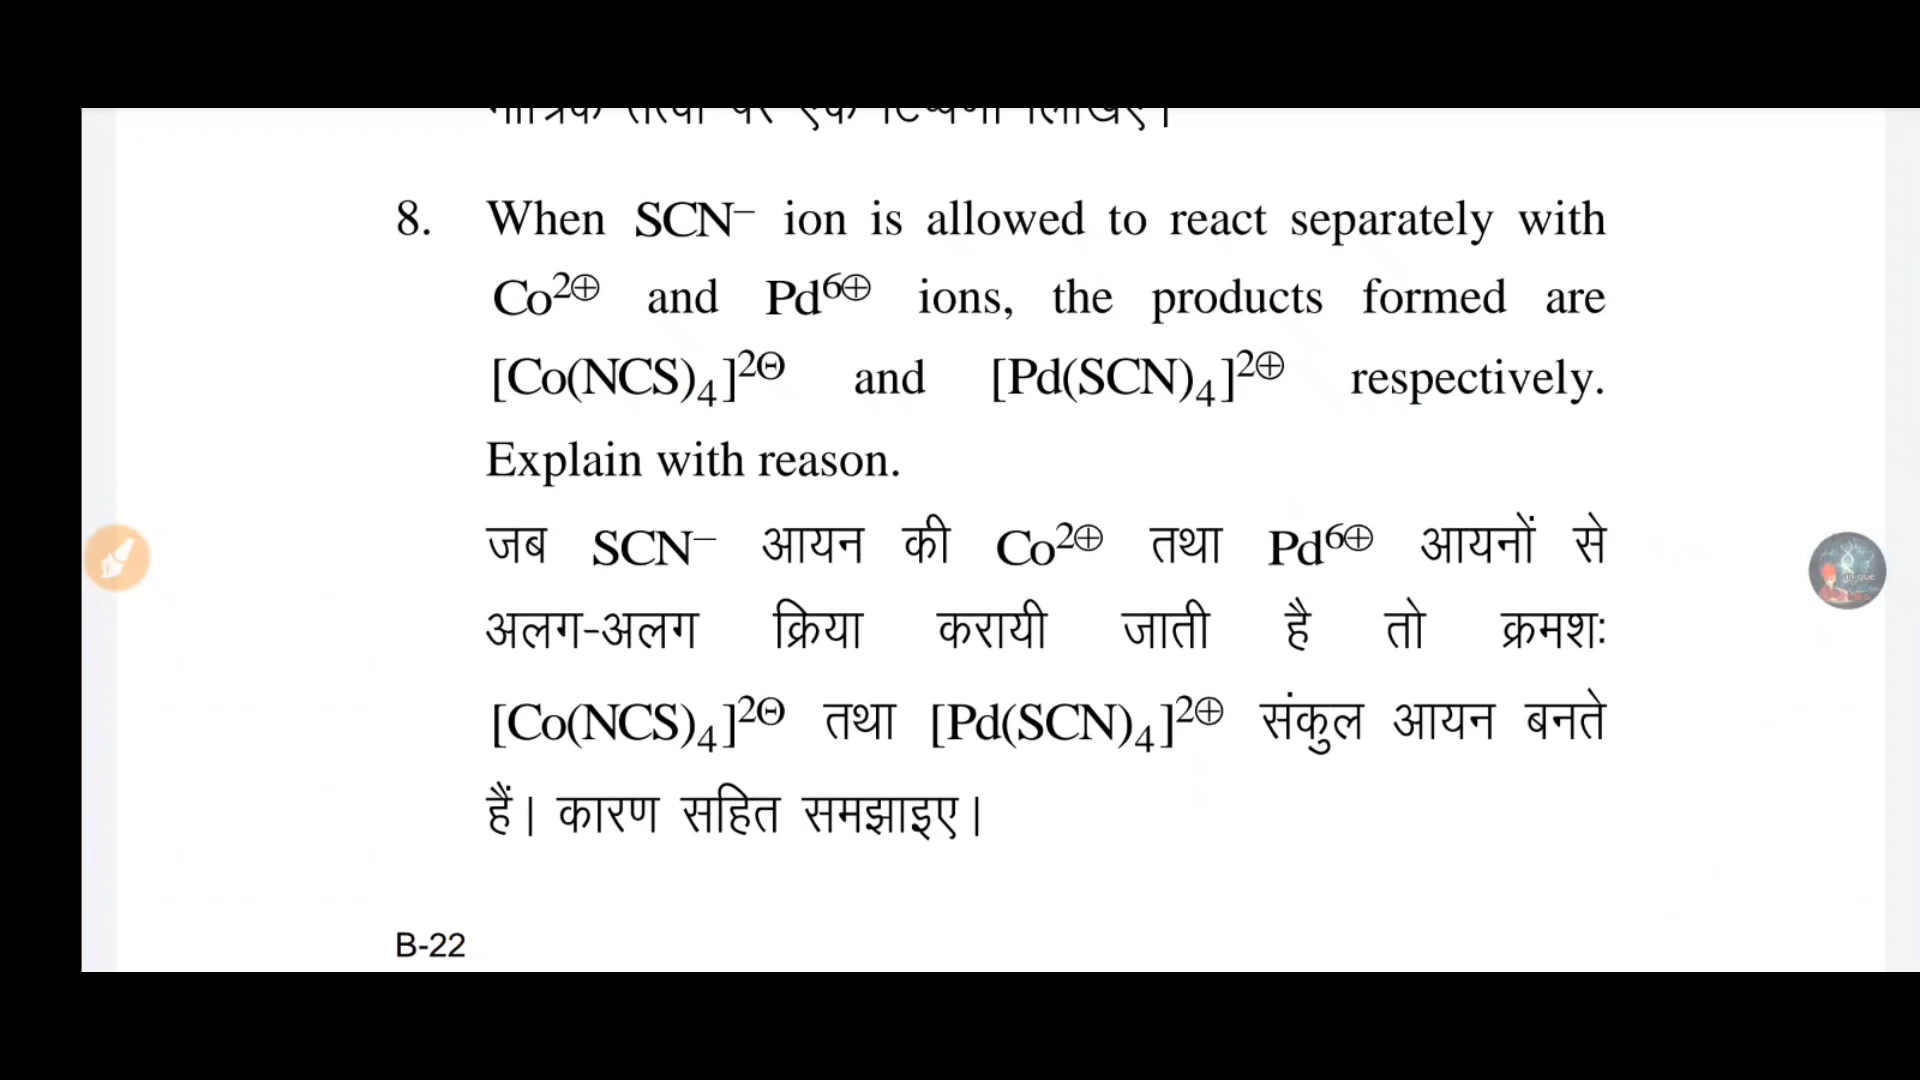 8. When SCN⁻ ion is allowed to react separately with
Co²⊕ and Pd⁶⊕ ions, the products formed are
[Co(NCS)₄]²⊖ and [Pd(SCN)₄]²⊕ respectively.
Explain with reason.
जब SCN⁻ आयन की Co²⊕ तथा Pd⁶⊕ आयनों से
अलग-अलग क्रिया करायी जाती है तो क्रमशः
[Co(NCS)₄]²⊖ तथा [Pd(SCN)₄]²⊕ संकुल आयन बनते
हैं। कारण सहित समझाइए।
B-22